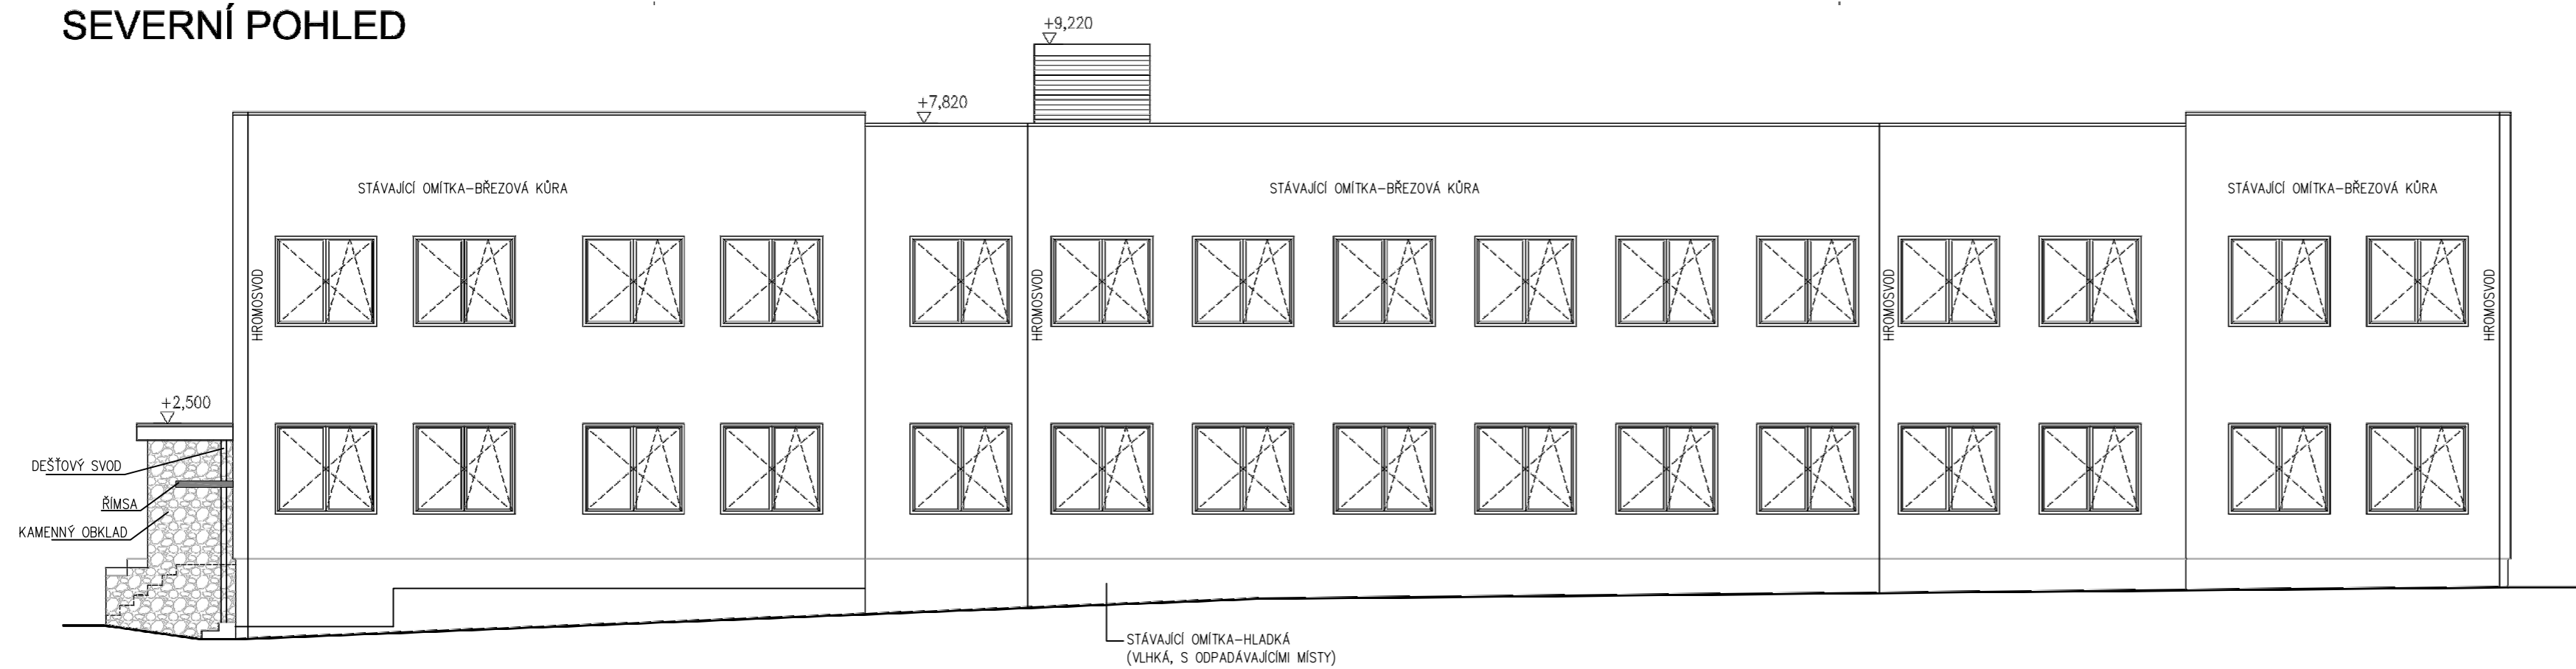 SEVERNÍ POHLED
+9,220
+7,820
STÁVAJÍCÍ OMÍTKA-BŘEZOVÁ KŮRA
STÁVAJÍCÍ OMÍTKA-BŘEZOVÁ KŮRA
STÁVAJÍCÍ OMÍTKA-BŘEZOVÁ KŮRA
HROMOSVOD
HROMOSVOD
HROMOSVOD
HROMOSVOD
+2,500
DEŠŤOVÝ SVOD
ŘÍMSA
KAMENNÝ OBKLAD
STÁVAJÍCÍ OMÍTKA-HLADKÁ
(VLHKÁ, S ODPADÁVAJÍCÍMI MÍSTY)